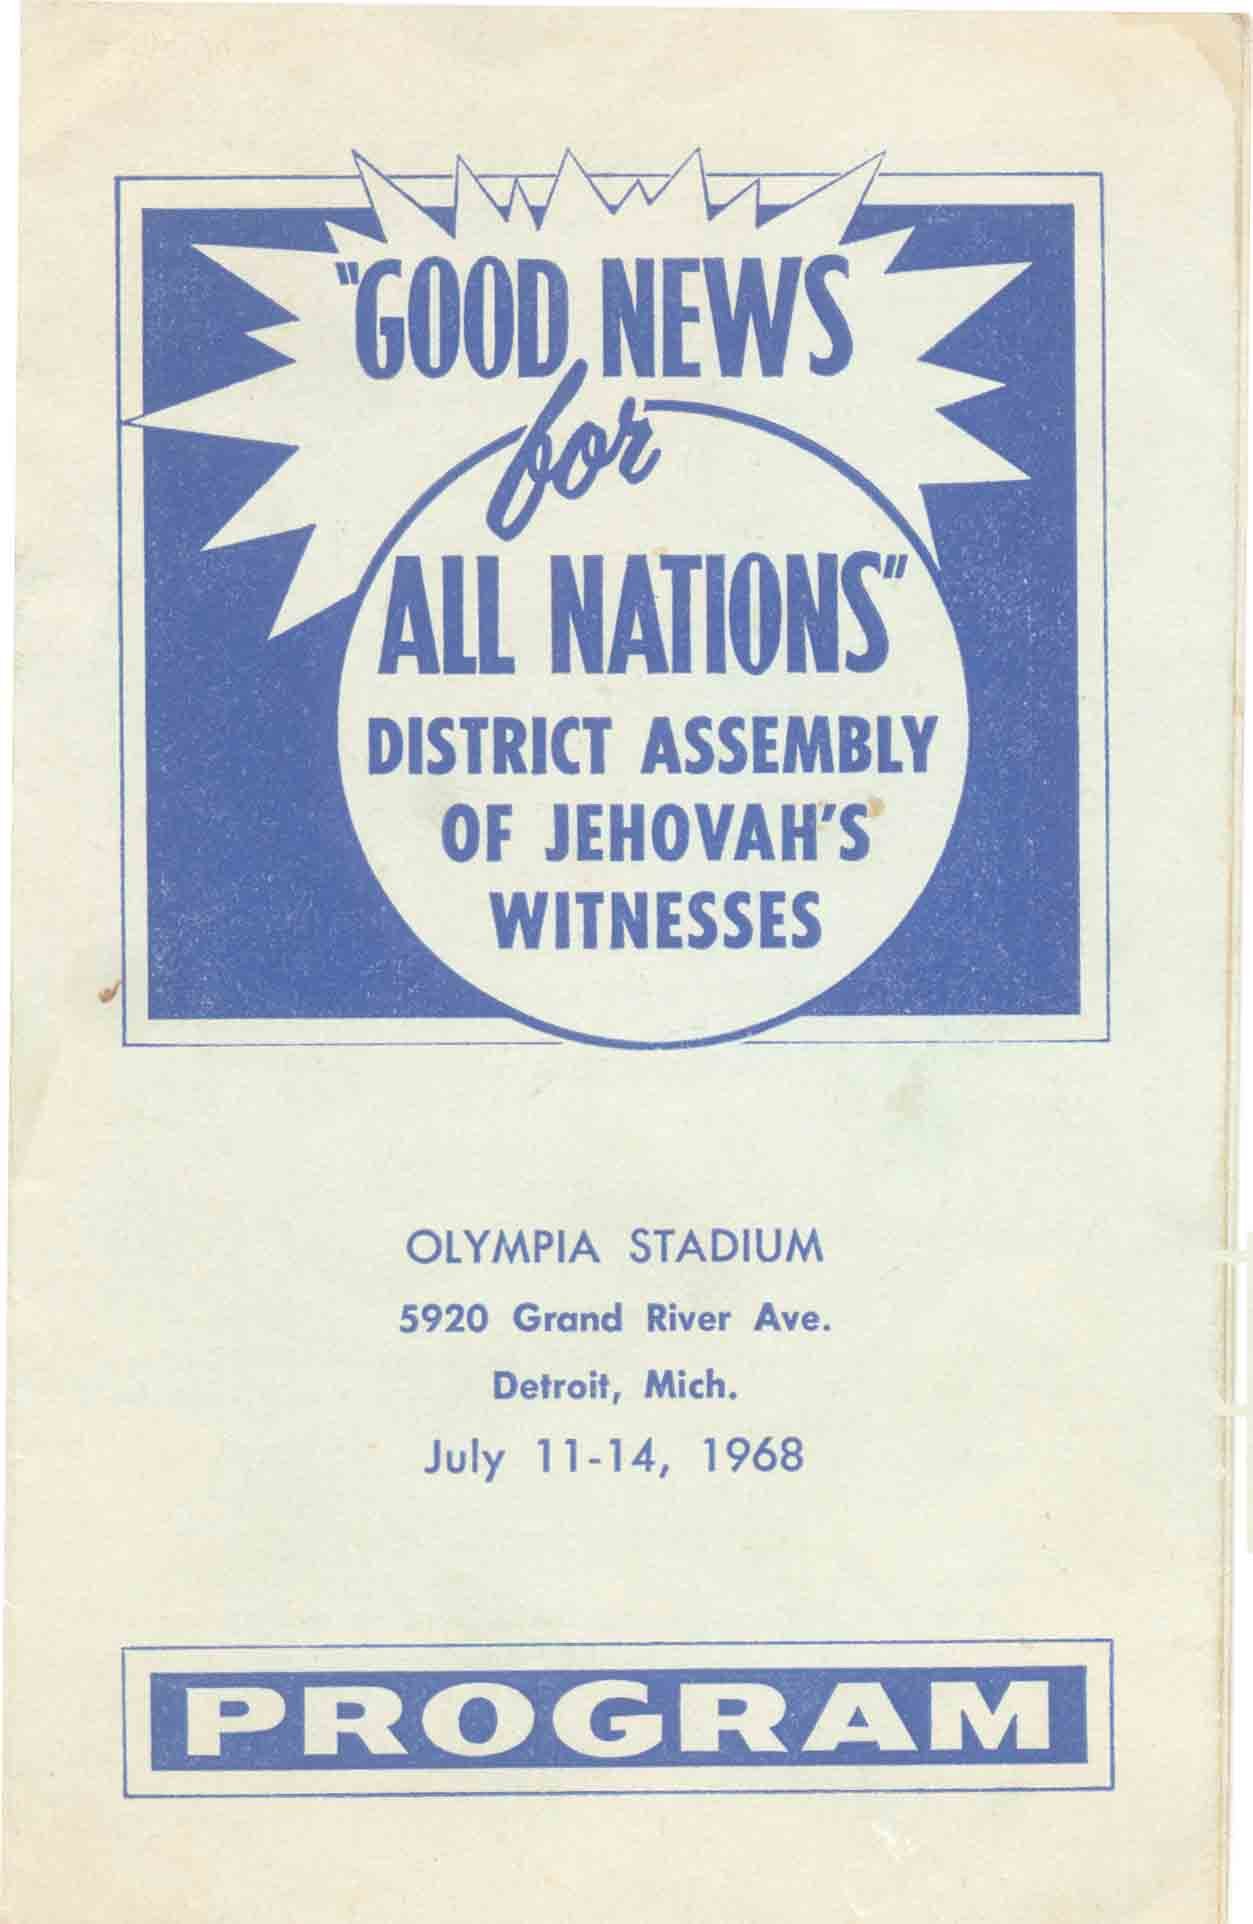 "GOOD NEWS
for
ALL NATIONS"
DISTRICT ASSEMBLY
OF JEHOVAH'S
WITNESSES
OLYMPIA STADIUM
5920 Grand River Ave.
Detroit, Mich.
July 11-14, 1968
PROGRAM